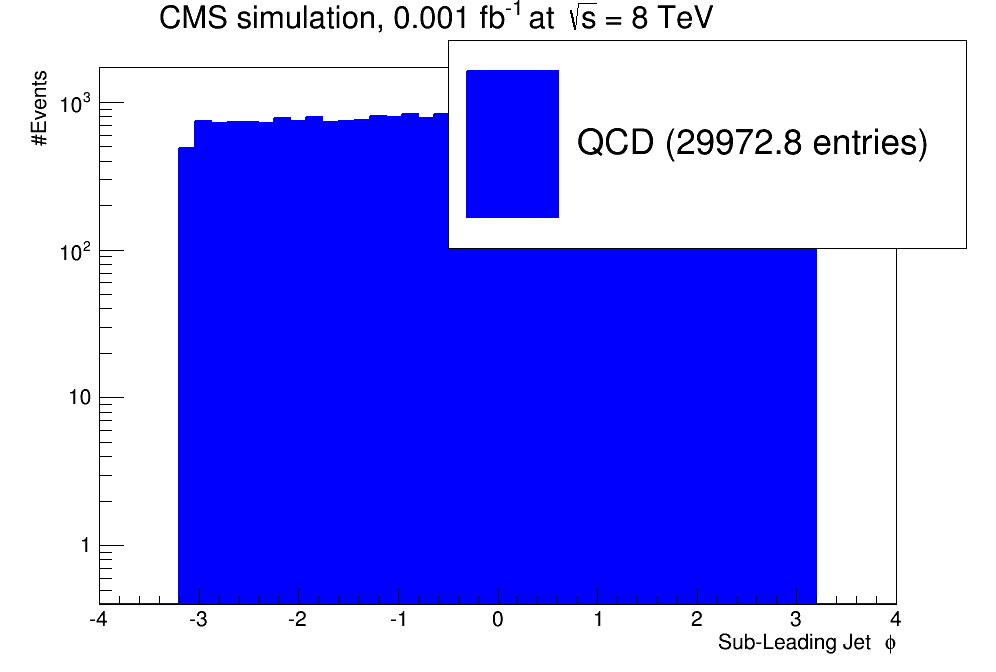 CMS simulation, 0.001 fb⁻¹ at √s = 8 TeV
#Events
QCD (29972.8 entries)
10³
10²
10
1
-4 -3 -2 -1 0 1 2 3 4
Sub-Leading Jet ϕ